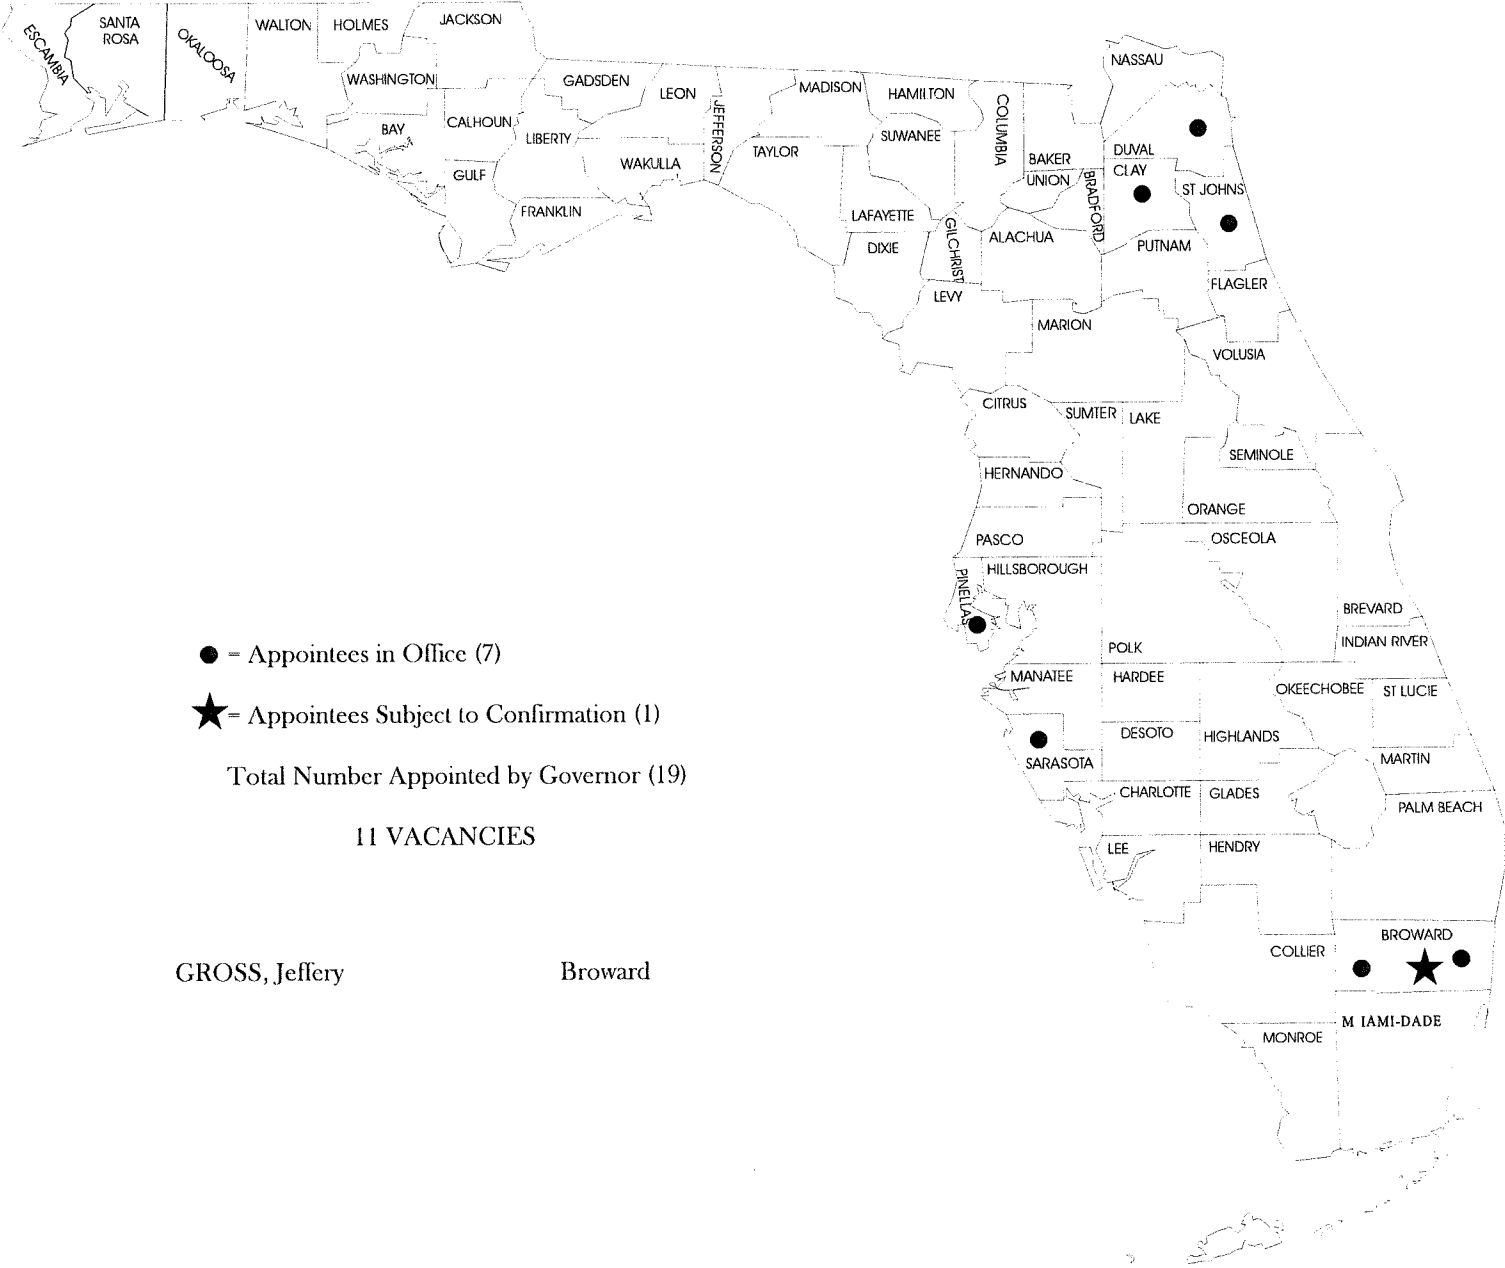 ESCAMBIA
SANTA
ROSA
OKALOOSA
WALTON
HOLMES
JACKSON
WASHINGTON
BAY
CALHOUN
GULF
GADSDEN
LIBERTY
FRANKLIN
LEON
WAKULLA
JEFFERSON
MADISON
TAYLOR
HAMILTON
SUWANEE
LAFAYETTE
DIXIE
COLUMBIA
GILCHRIST
BAKER
UNION
BRADFORD
ALACHUA
LEVY
NASSAU
DUVAL
CLAY
ST JOHNS
PUTNAM
FLAGLER
MARION
VOLUSIA
CITRUS
SUMTER
LAKE
SEMINOLE
HERNANDO
ORANGE
PASCO
OSCEOLA
HILLSBOROUGH
PINELLAS
BREVARD
INDIAN RIVER
POLK
MANATEE
HARDEE
OKEECHOBEE
ST LUCIE
DESOTO
HIGHLANDS
SARASOTA
MARTIN
CHARLOTTE
GLADES
PALM BEACH
LEE
HENDRY
COLLIER
BROWARD
M IAMI-DADE
MONROE
= Appointees in Office (7)
= Appointees Subject to Confirmation (1)
Total Number Appointed by Governor (19)
11 VACANCIES
GROSS, Jeffery Broward